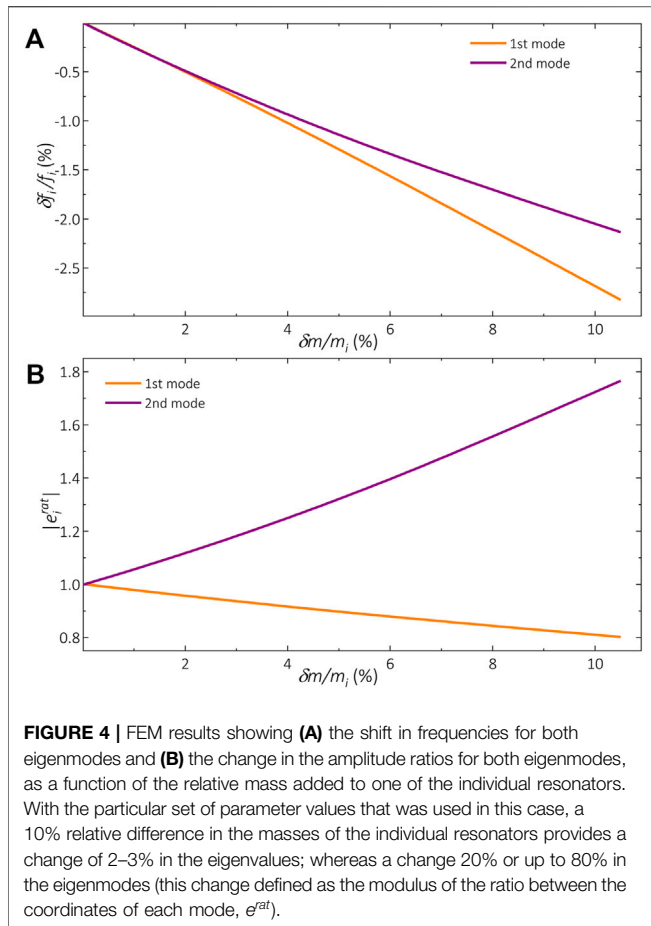 A
1st mode
2nd mode
-0.5
-1.0
-1.5
-2.0
-2.5
δf_i/f_i (%)
2 4 6 8 10
δm/m_i (%)
B
1st mode
2nd mode
1.8
1.6
1.4
1.2
1.0
0.8
|e_i^rat|
2 4 6 8 10
δm/m_i (%)
FIGURE 4 | FEM results showing (A) the shift in frequencies for both
eigenmodes and (B) the change in the amplitude ratios for both eigenmodes,
as a function of the relative mass added to one of the individual resonators.
With the particular set of parameter values that was used in this case, a
10% relative difference in the masses of the individual resonators provides a
change of 2–3% in the eigenvalues; whereas a change 20% or up to 80% in
the eigenmodes (this change defined as the modulus of the ratio between the
coordinates of each mode, e^rat).